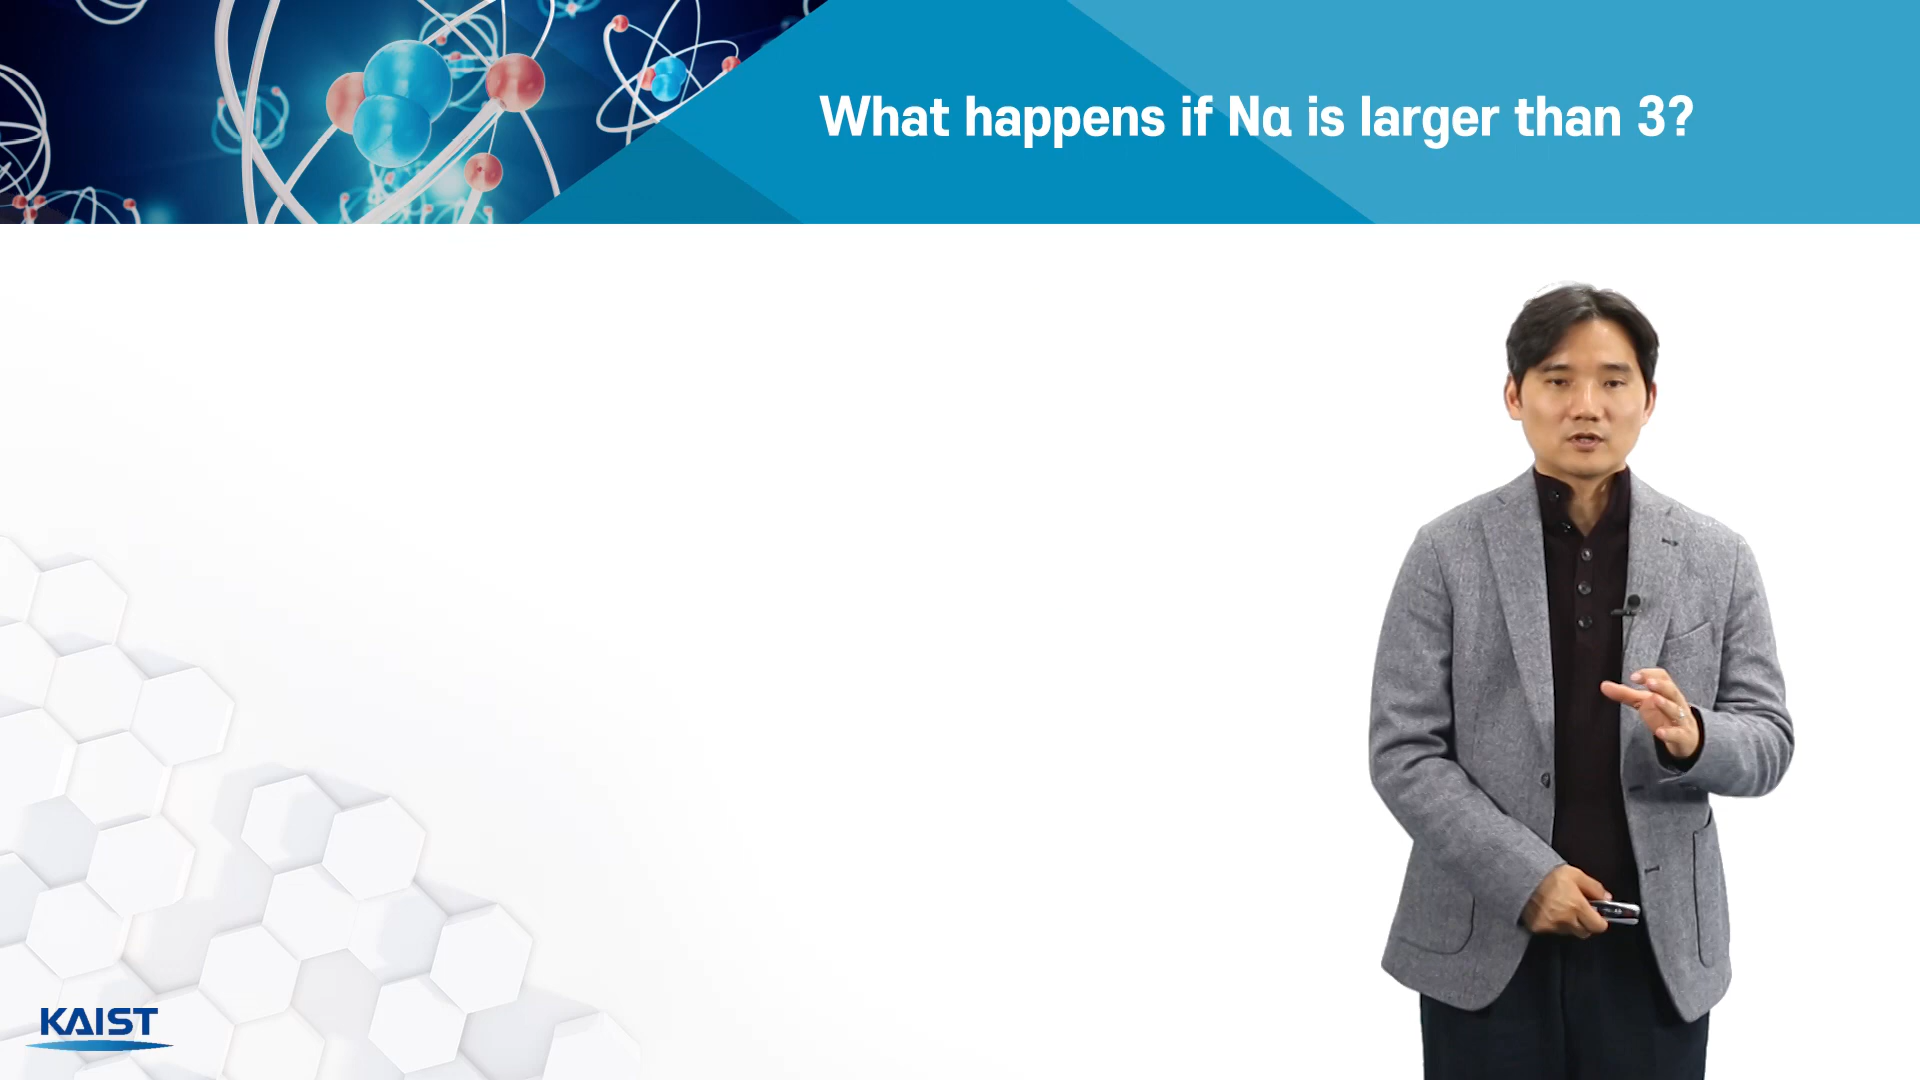 What happens if Nα is larger than 3?
KAIST